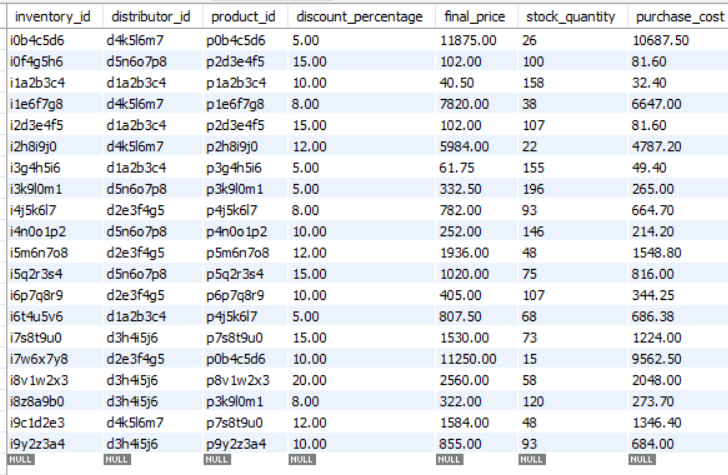 inventory_id distributor_id product_id discount_percentage final_price stock_quantity purchase_cost
i0b4c5d6 d4k5l6m7 p0b4c5d6 5.00 11875.00 26 10687.50
i0f4g5h6 d5n6o7p8 p2d3e4f5 15.00 102.00 100 81.60
i1a2b3c4 d1a2b3c4 p1a2b3c4 10.00 40.50 158 32.40
i1e6f7g8 d4k5l6m7 p1e6f7g8 8.00 7820.00 38 6647.00
i2d3e4f5 d1a2b3c4 p2d3e4f5 15.00 102.00 107 81.60
i2h8i9j0 d4k5l6m7 p2h8i9j0 12.00 5984.00 22 4787.20
i3g4h5i6 d1a2b3c4 p3g4h5i6 5.00 61.75 155 49.40
i3k9l0m1 d5n6o7p8 p3k9l0m1 5.00 332.50 196 265.00
i4j5k6l7 d2e3f4g5 p4j5k6l7 8.00 782.00 93 664.70
i4n0o1p2 d5n6o7p8 p4n0o1p2 10.00 252.00 146 214.20
i5m6n7o8 d2e3f4g5 p5m6n7o8 12.00 1936.00 48 1548.80
i5q2r3s4 d5n6o7p8 p5q2r3s4 15.00 1020.00 75 816.00
i6p7q8r9 d2e3f4g5 p6p7q8r9 10.00 405.00 107 344.25
i6t4u5v6 d1a2b3c4 p4j5k6l7 5.00 807.50 68 686.38
i7s8t9u0 d3h4i5j6 p7s8t9u0 15.00 1530.00 73 1224.00
i7w6x7y8 d2e3f4g5 p0b4c5d6 10.00 11250.00 15 9562.50
i8v1w2x3 d3h4i5j6 p8v1w2x3 20.00 2560.00 58 2048.00
i8z8a9b0 d3h4i5j6 p3k9l0m1 8.00 322.00 120 273.70
i9c1d2e3 d4k5l6m7 p7s8t9u0 12.00 1584.00 48 1346.40
i9y2z3a4 d3h4i5j6 p9y2z3a4 10.00 855.00 93 684.00
NULL NULL NULL NULL NULL NULL NULL